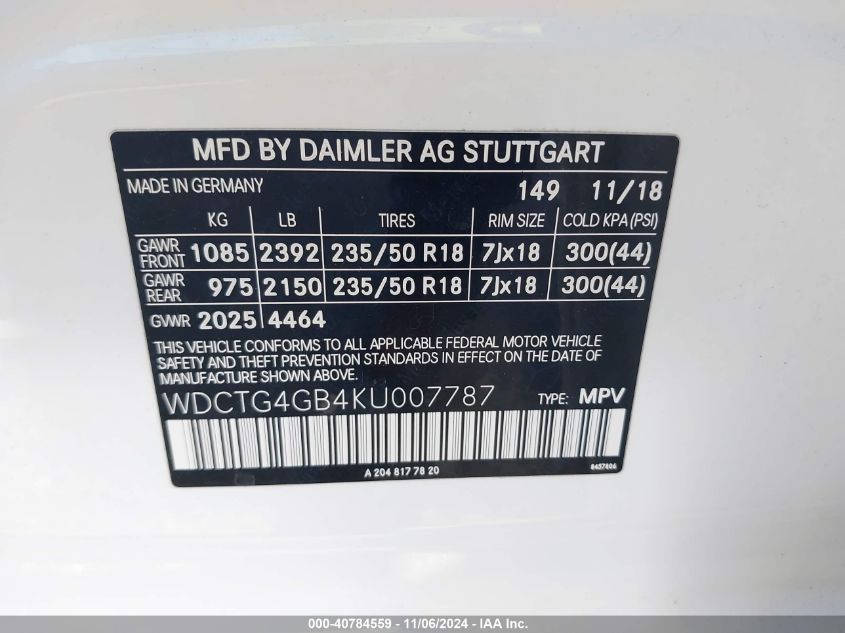 MFD BY DAIMLER AG STUTTGART
MADE IN GERMANY 149 11/18
KG LB TIRES RIM SIZE COLD KPA (PSI)
GAWR FRONT 1085 2392 235/50 R18 7Jx18 300(44)
GAWR REAR 975 2150 235/50 R18 7Jx18 300(44)
GVWR 2025 4464
THIS VEHICLE CONFORMS TO ALL APPLICABLE FEDERAL MOTOR VEHICLE
SAFETY AND THEFT PREVENTION STANDARDS IN EFFECT ON THE DATE OF
MANUFACTURE SHOWN ABOVE.
WDCTG4GB4KU007787 TYPE: MPV
A 204 817 78 20 8457604
000-40784559 - 11/06/2024 - IAA Inc.